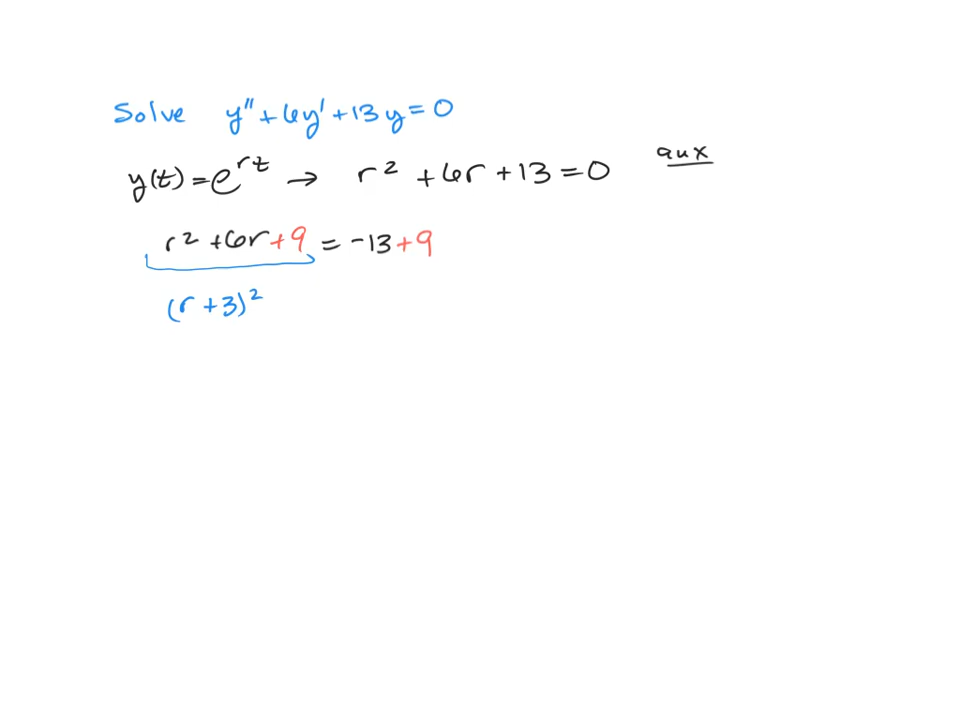 Solve y" + 6y' + 13y = 0
y(t) = e^{rt} → r² + 6r + 13 = 0 aux
r² + 6r + 9 = -13 + 9
(r + 3)²